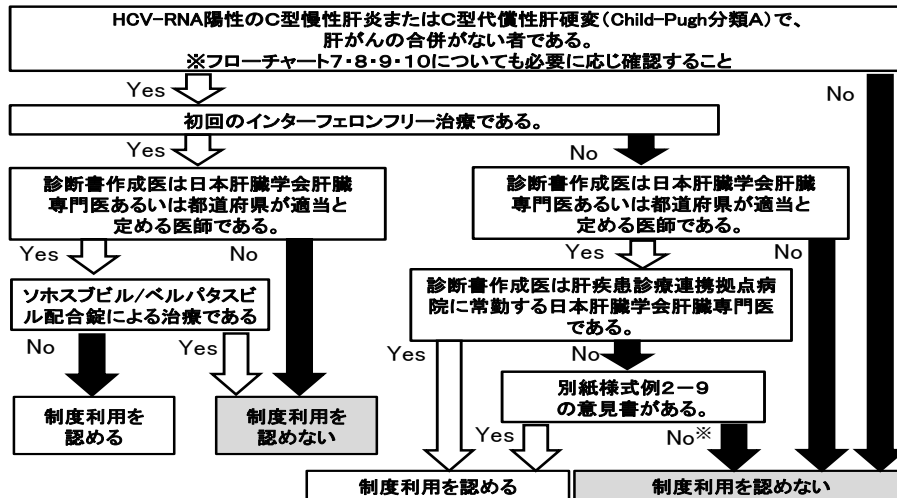 HCV-RNA陽性のC型慢性肝炎またはC型代償性肝硬変(Child-Pugh分類A)で、
肝がんの合併がない者である。
※フローチャート7・8・9・10についても必要に応じ確認すること
Yes
No
初回のインターフェロンフリー治療である。
Yes
No
診断書作成医は日本肝臓学会肝臓
専門医あるいは都道府県が適当と
定める医師である。
診断書作成医は日本肝臓学会肝臓
専門医あるいは都道府県が適当と
定める医師である。
Yes
No
Yes
No
ソホスブビル/ベルパタスビ
ル配合錠による治療である
診断書作成医は肝疾患診療連携拠点病
院に常勤する日本肝臓学会肝臓専門医
である。
No
Yes
Yes
No
別紙様式例2-9
の意見書がある。
制度利用を
認める
制度利用を
認めない
Yes
No※
制度利用を認める
制度利用を認めない